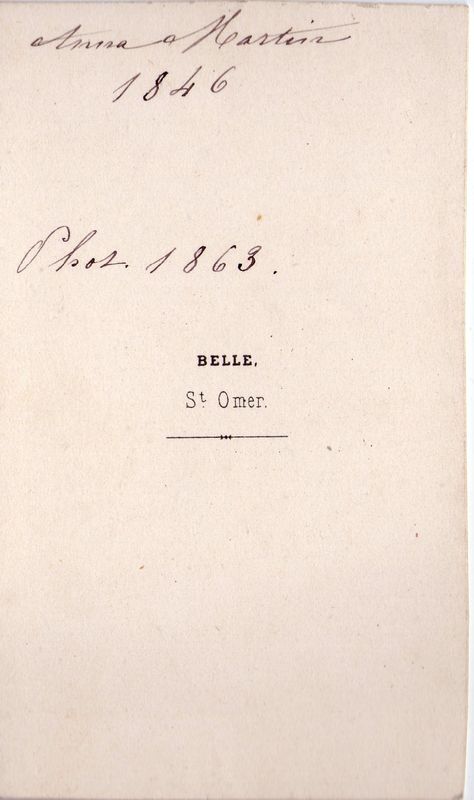 Anna Martin
1846
Phot. 1863.
BELLE,
St. Omer.